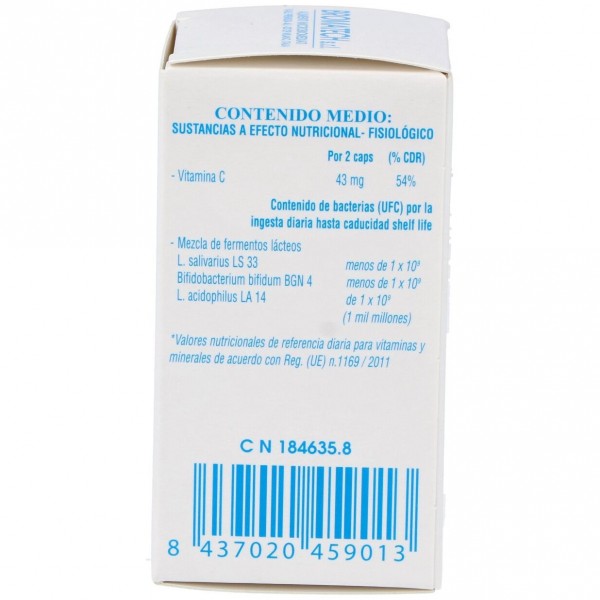 BROMATECH
CONTENIDO MEDIO:
SUSTANCIAS A EFECTO NUTRICIONAL- FISIOLÓGICO
Por 2 caps (% CDR)
- Vitamina C 43 mg 54%
Contenido de bacterias (UFC) por la
ingesta diaria hasta caducidad shelf life
- Mezcla de fermentos lácteos
L. salivarius LS 33 menos de 1 x 10⁹
Bifidobacterium bifidum BGN 4 menos de 1 x 10⁹
L. acidophilus LA 14 de 1 x 10⁹
(1 mil millones)
*Valores nutricionales de referencia diaria para vitaminas y
minerales de acuerdo con Reg. (UE) n.1169 / 2011
C N 184635.8
8 437020 459013